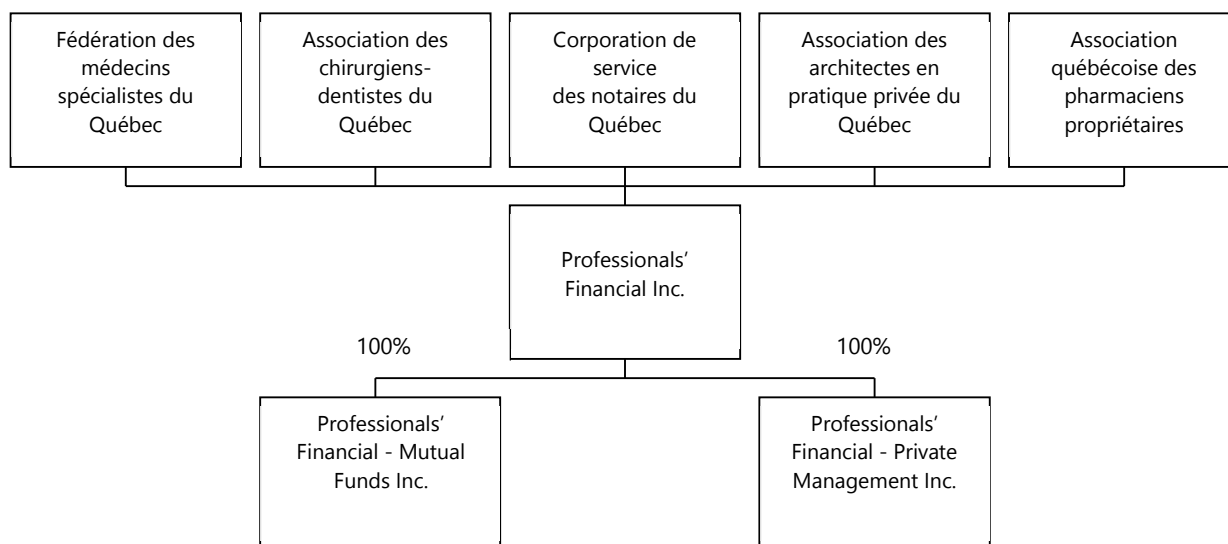 Fédération des
médecins
spécialistes du
Québec
Association des
chirurgiens-
dentistes du
Québec
Corporation de
service
des notaires du
Québec
Association des
architectes en
pratique privée du
Québec
Association
québécoise des
pharmaciens
propriétaires
Professionals’
Financial Inc.
100%
100%
Professionals’
Financial - Mutual
Funds Inc.
Professionals’
Financial - Private
Management Inc.